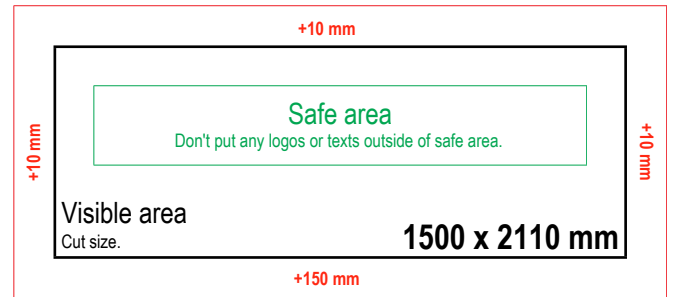 +10 mm
Safe area
Don't put any logos or texts outside of safe area.
+10 mm
+10 mm
Visible area
Cut size.
1500 x 2110 mm
+150 mm